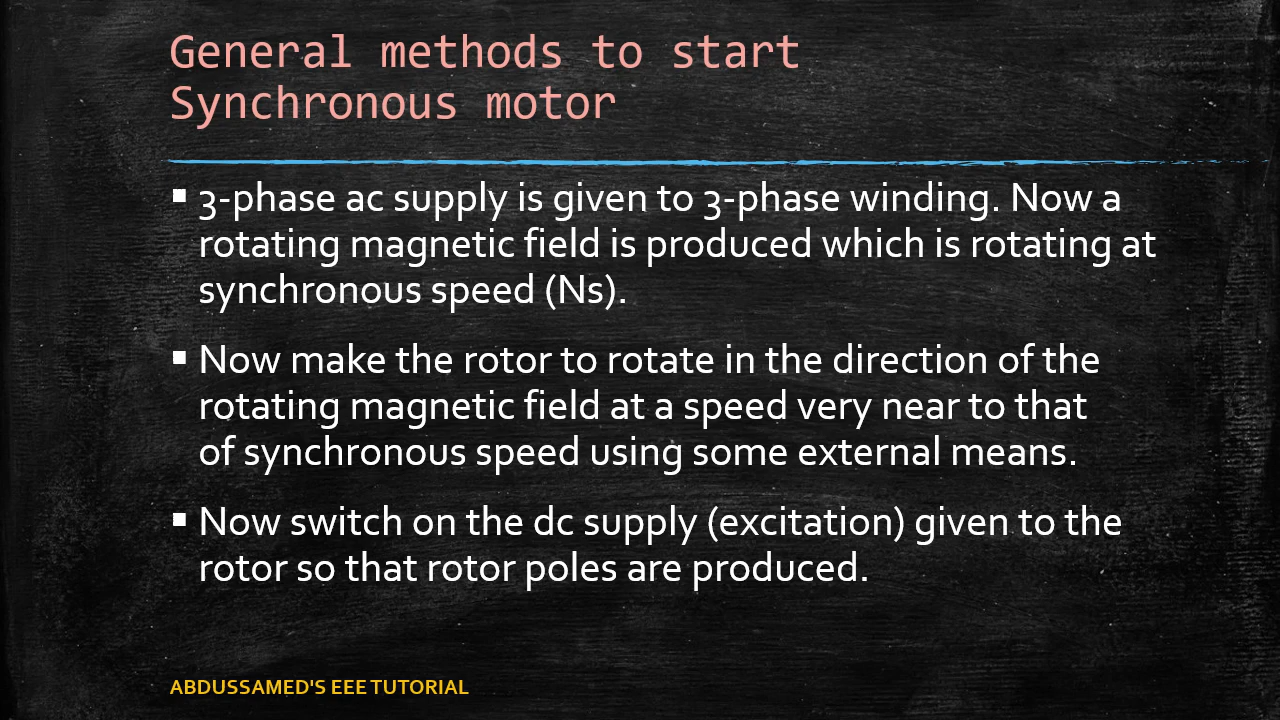 General methods to start
Synchronous motor
▪ 3-phase ac supply is given to 3-phase winding. Now a
rotating magnetic field is produced which is rotating at
synchronous speed (Ns).
▪ Now make the rotor to rotate in the direction of the
rotating magnetic field at a speed very near to that
of synchronous speed using some external means.
▪ Now switch on the dc supply (excitation) given to the
rotor so that rotor poles are produced.
ABDUSSAMED'S EEE TUTORIAL